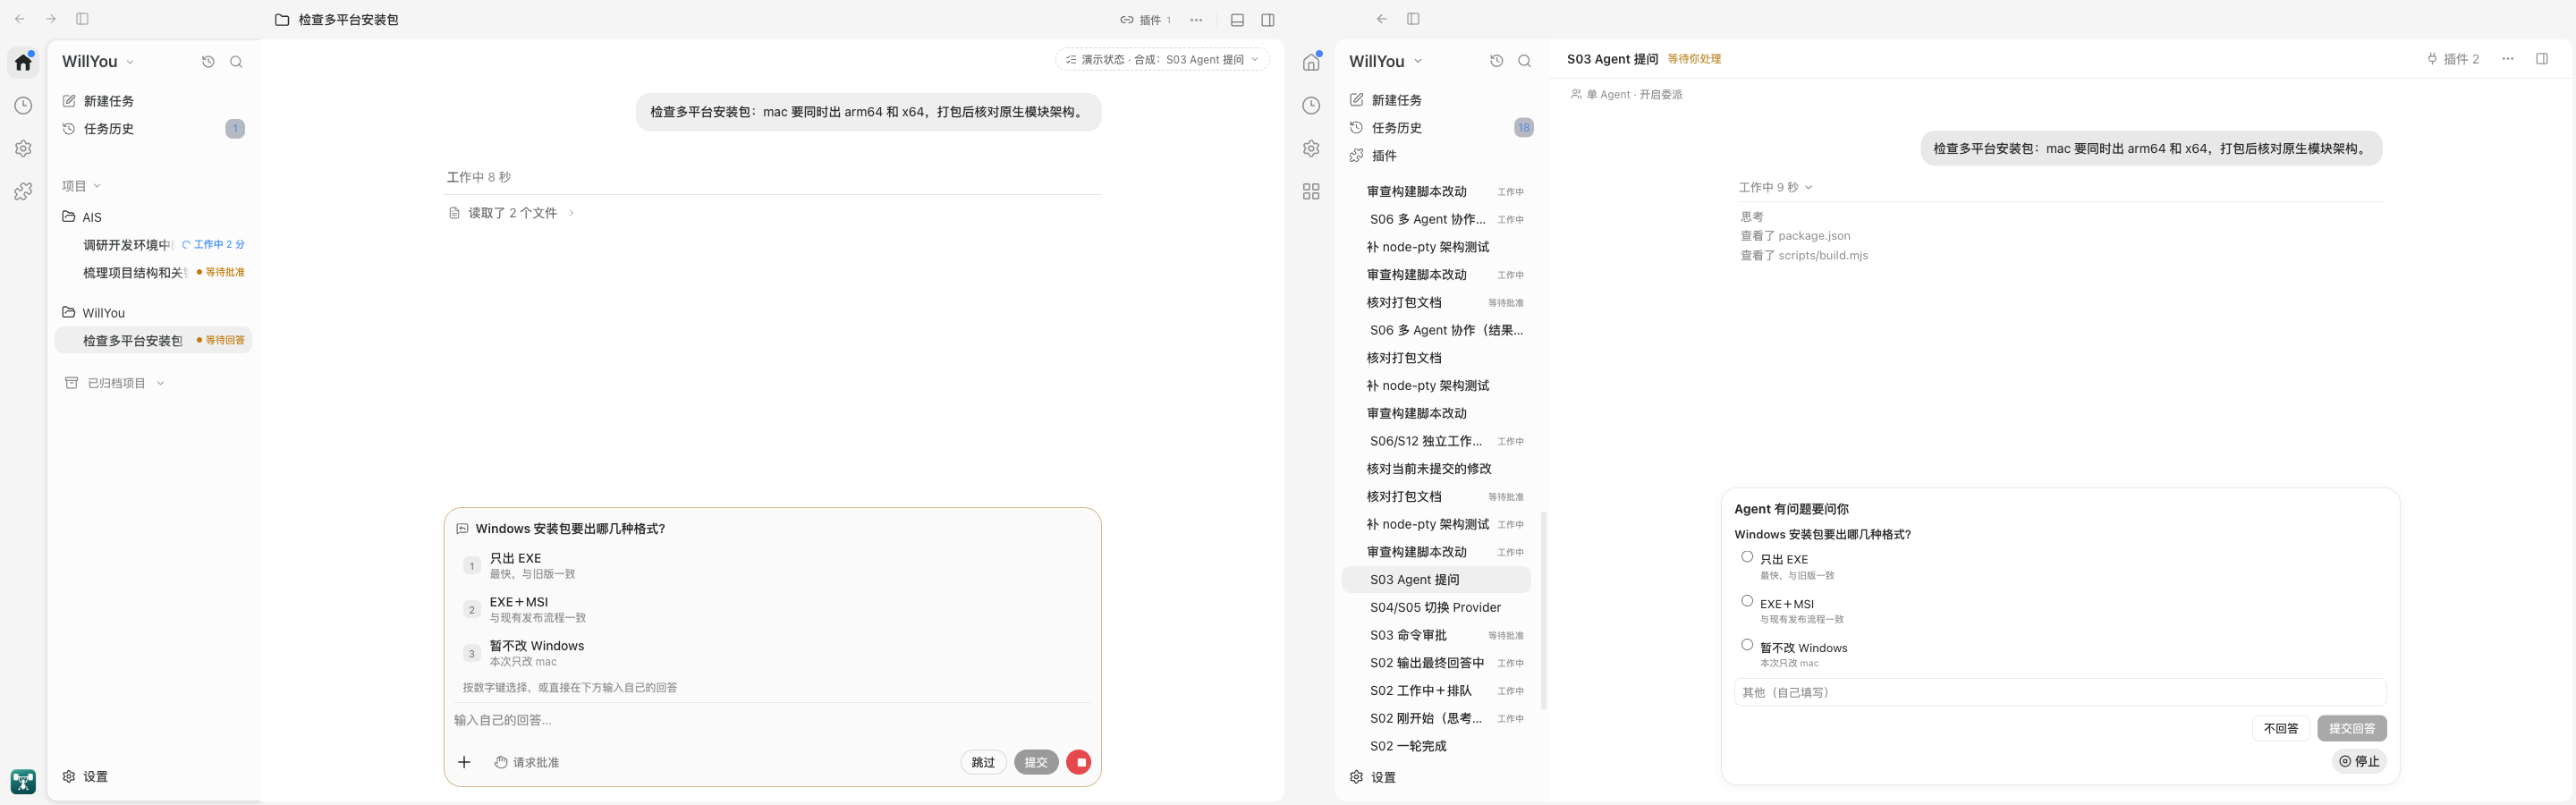 检查多平台安装包
插件 1
WillYou
新建任务
任务历史
1
项目
AIS
调研开发环境中
工作中 2 分
梳理项目结构和关
等待批准
WillYou
检查多平台安装包
等待回答
已归档项目
设置
演示状态 · 合成：S03 Agent 提问
检查多平台安装包：mac 要同时出 arm64 和 x64，打包后核对原生模块架构。
工作中 8 秒
读取了 2 个文件
Windows 安装包要出哪几种格式?
1
只出 EXE
最快，与旧版一致
2
EXE＋MSI
与现有发布流程一致
3
暂不改 Windows
本次只改 mac
按数字键选择，或直接在下方输入自己的回答
输入自己的回答...
请求批准
跳过
提交
WillYou
新建任务
任务历史
18
插件
审查构建脚本改动 工作中
S06 多 Agent 协作... 工作中
补 node-pty 架构测试
审查构建脚本改动 工作中
核对打包文档 等待批准
S06 多 Agent 协作（结果...
核对打包文档
补 node-pty 架构测试
审查构建脚本改动
S06/S12 独立工作... 工作中
核对当前未提交的修改
核对打包文档 等待批准
补 node-pty 架构测试 工作中
审查构建脚本改动 工作中
S03 Agent 提问
S04/S05 切换 Provider
S03 命令审批 等待批准
S02 输出最终回答中 工作中
S02 工作中＋排队 工作中
S02 刚开始（思考... 工作中
S02 一轮完成
设置
S03 Agent 提问 等待你处理
插件 2
单 Agent · 开启委派
检查多平台安装包：mac 要同时出 arm64 和 x64，打包后核对原生模块架构。
工作中 9 秒
思考
查看了 package.json
查看了 scripts/build.mjs
Agent 有问题要问你
Windows 安装包要出哪几种格式?
只出 EXE
最快，与旧版一致
EXE＋MSI
与现有发布流程一致
暂不改 Windows
本次只改 mac
其他（自己填写）
不回答
提交回答
停止